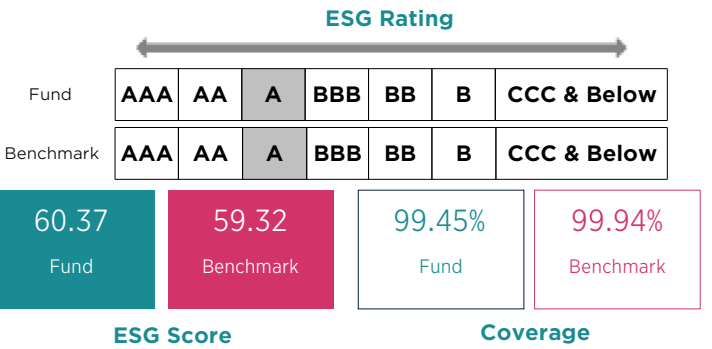 ESG Rating
Fund AAA AA A BBB BB B CCC & Below
Benchmark AAA AA A BBB BB B CCC & Below
60.37 59.32 99.45% 99.94%
Fund Benchmark Fund Benchmark
ESG Score Coverage